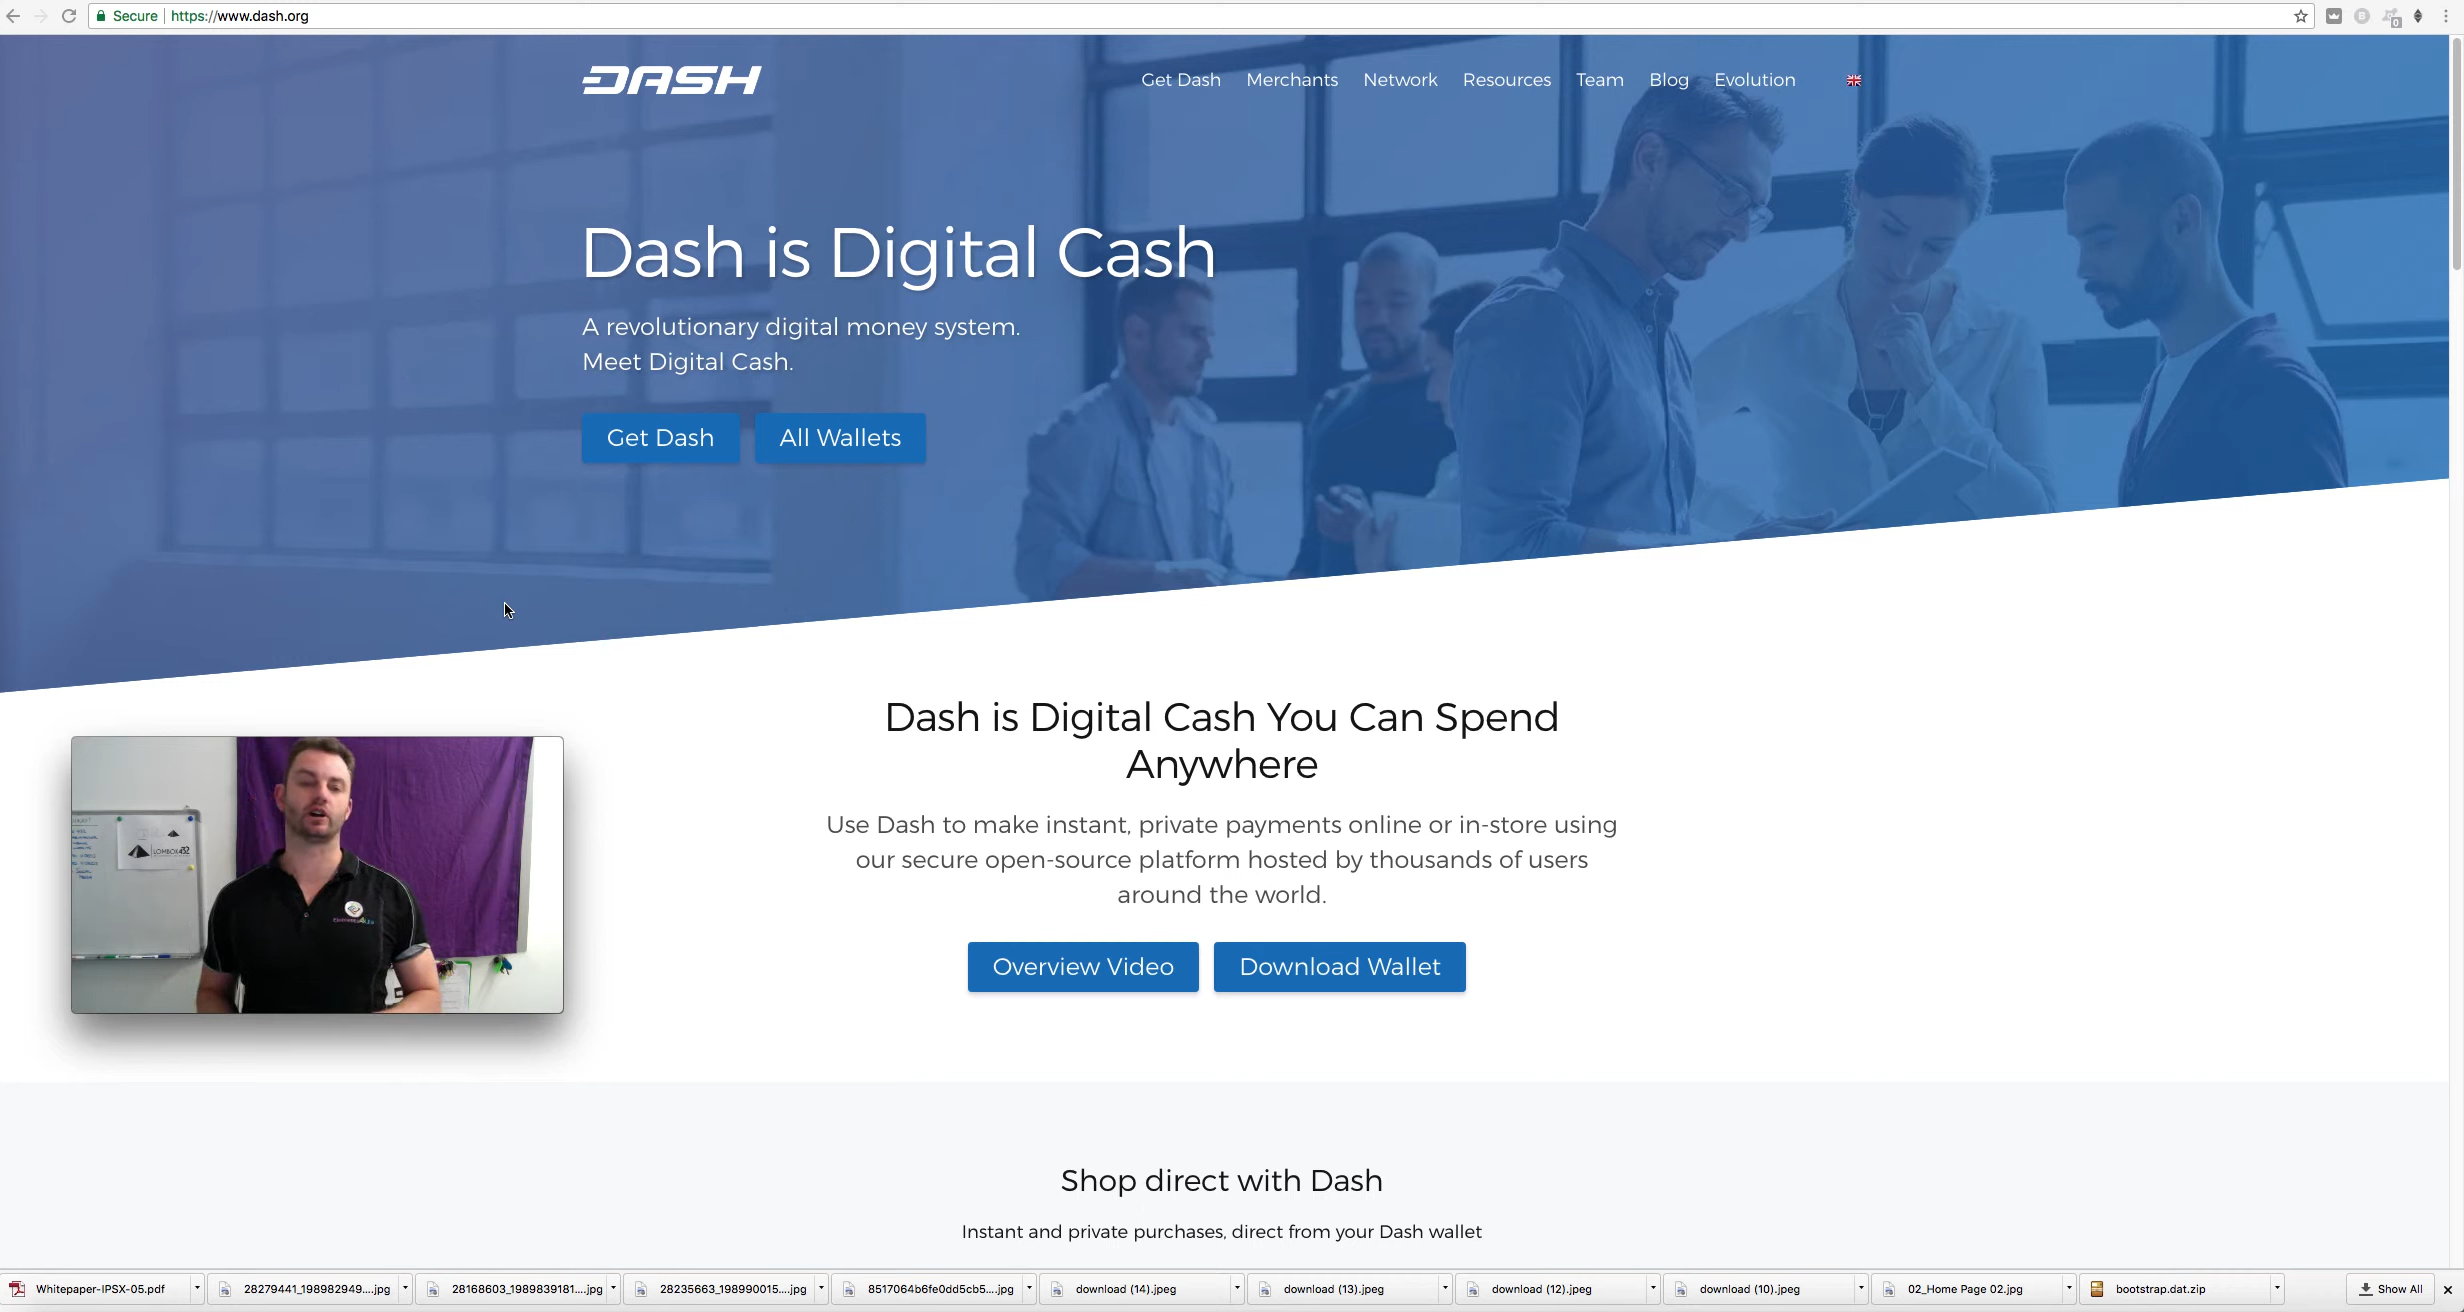 Secure https://www.dash.org
0
DASH
Get Dash Merchants Network Resources Team Blog Evolution
Dash is Digital Cash
A revolutionary digital money system.
Meet Digital Cash.
Get Dash All Wallets
Dash is Digital Cash You Can Spend
Anywhere
Use Dash to make instant, private payments online or in-store using
our secure open-source platform hosted by thousands of users
around the world.
Overview Video Download Wallet
LOMBOX432
Shop direct with Dash
Instant and private purchases, direct from your Dash wallet
Whitepaper-IPSX-05.pdf 28279441_198982949....jpg 28168603_1989839181....jpg 28235663_198990015....jpg 8517064b6fe0dd5cb5....jpg download (14).jpeg download (13).jpeg download (12).jpeg download (10).jpeg 02_Home Page 02.jpg bootstrap.dat.zip Show All